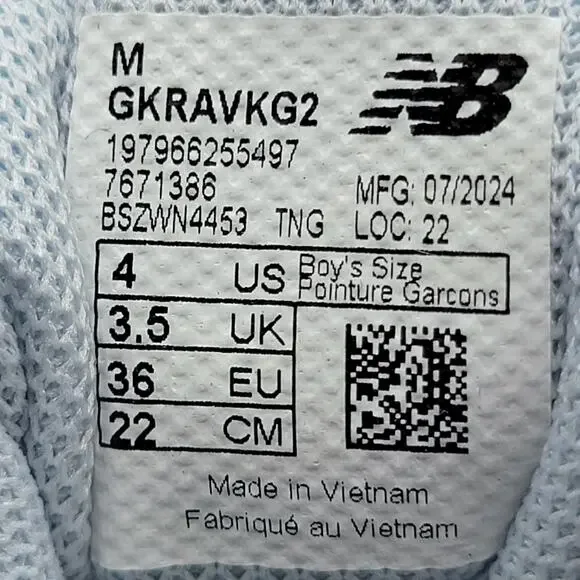 M
GKRAVKG2
NB
197966255497
7671386
MFG: 07/2024
BSZWN4453 TNG LOC: 22
4 US Boy's Size
Pointure Garcons
3.5 UK
36 EU
22 CM
Made in Vietnam
Fabriqué au Vietnam